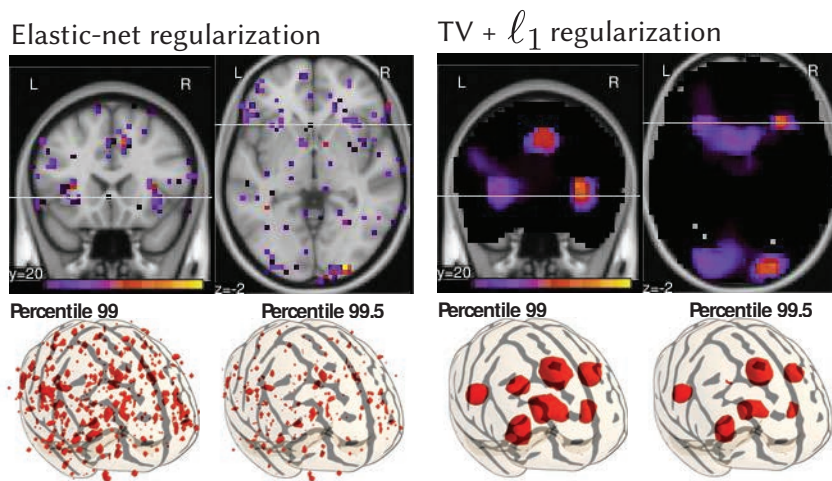 Elastic-net regularization
TV + ℓ₁ regularization
L
R
L
R
L
R
L
R
y=20
z=-2
y=20
z=-2
Percentile 99
Percentile 99.5
Percentile 99
Percentile 99.5